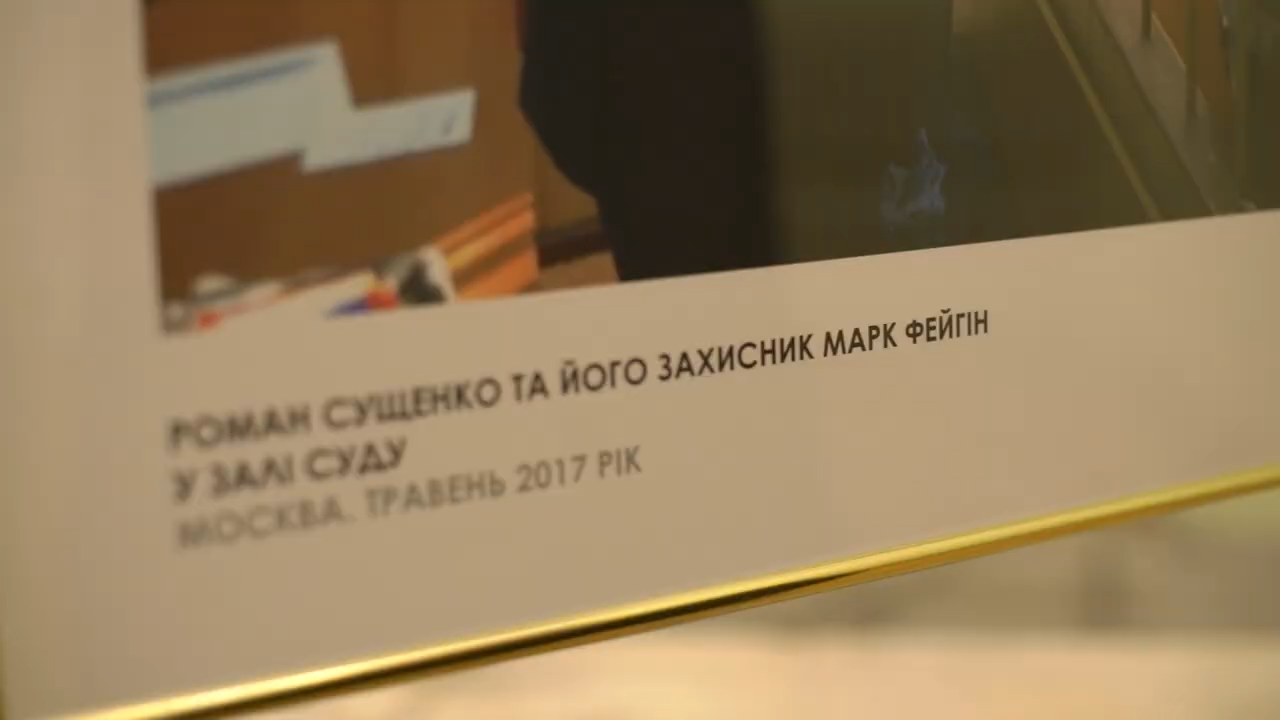 РОМАН СУЩЕНКО ТА ЙОГО ЗАХИСНИК МАРК ФЕЙГІН
У ЗАЛІ СУДУ
МОСКВА. ТРАВЕНЬ 2017 РІК